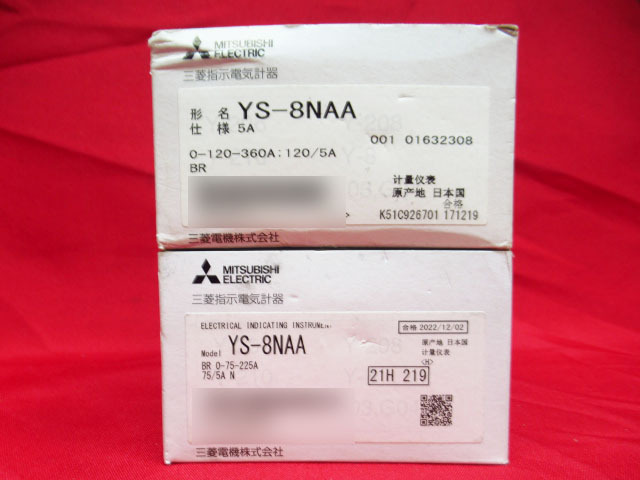 MITSUBISHI
ELECTRIC
三菱指示電気計器
形 名 YS-8NAA
仕 様 5A
001 01632308
0-120-360A:120/5A
BR
計量仪表
原产地 日本国
合格
> K51C926701 171219
三菱電機株式会社
MITSUBISHI
ELECTRIC
三菱指示電気計器
ELECTRICAL INDICATING INSTRUMENT
合格 2022/12/02
Model YS-8NAA
BR 0-75-225A
75/5A N
原产地 日本国
计量仪表
<H>
21H 219
三菱電機株式会社